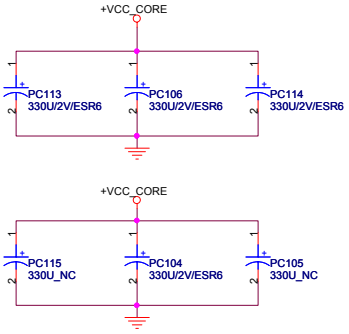 +VCC_CORE
1 1 1
+ + +
PC113 PC106 PC114
330U/2V/ESR6 330U/2V/ESR6 330U/2V/ESR6
2 2 2
+VCC_CORE
1 1 1
+ + +
PC115 PC104 PC105
330U_NC 330U/2V/ESR6 330U_NC
2 2 2